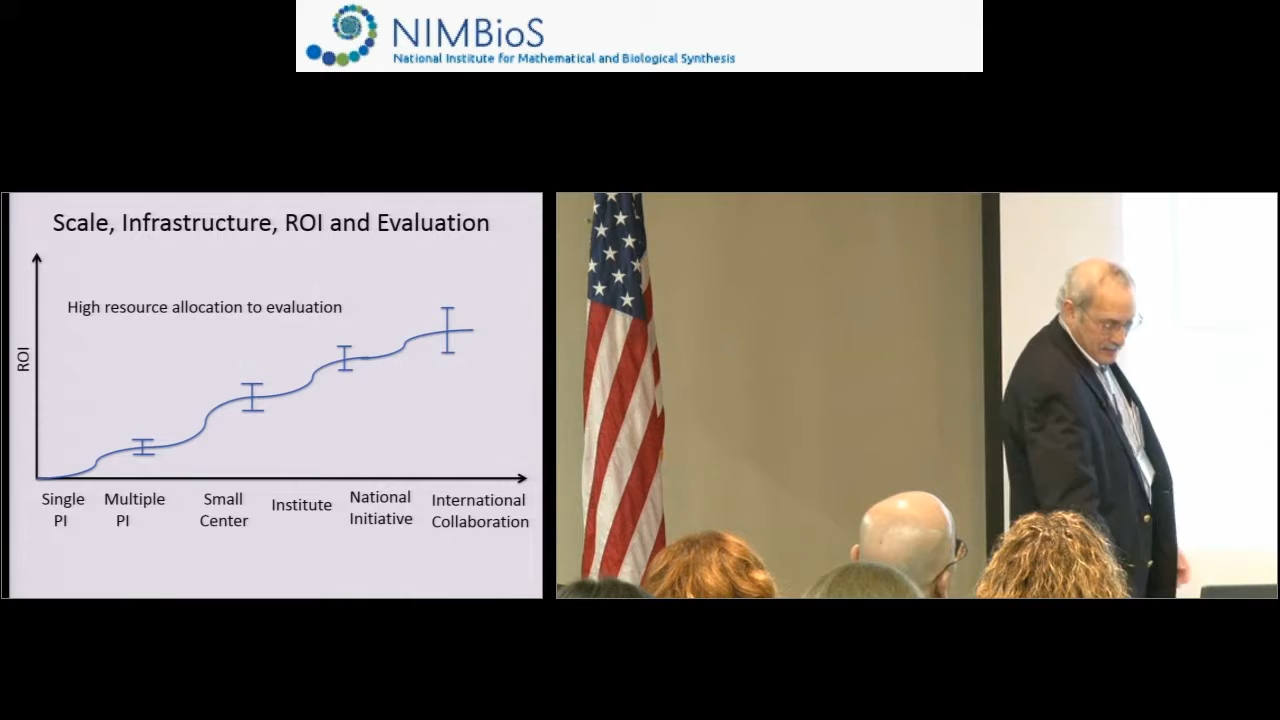 NIMBioS
National Institute for Mathematical and Biological Synthesis
Scale, Infrastructure, ROI and Evaluation
High resource allocation to evaluation
ROI
Single
PI
Multiple
PI
Small
Center
Institute
National
Initiative
International
Collaboration